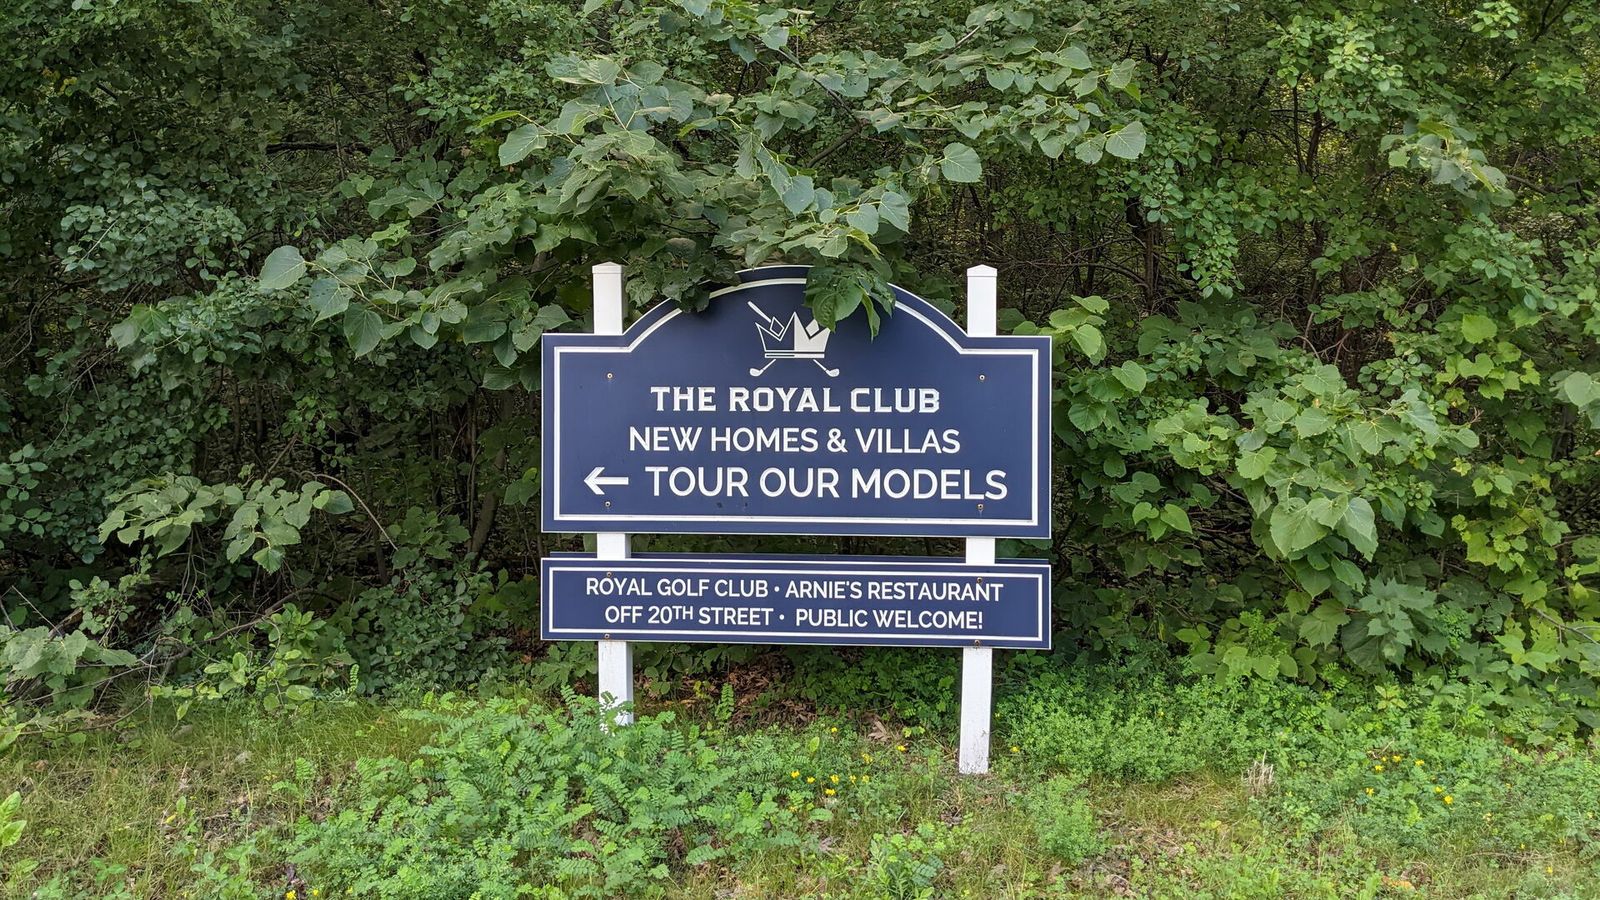 THE ROYAL CLUB
NEW HOMES & VILLAS
← TOUR OUR MODELS
ROYAL GOLF CLUB • ARNIE'S RESTAURANT
OFF 20TH STREET • PUBLIC WELCOME!